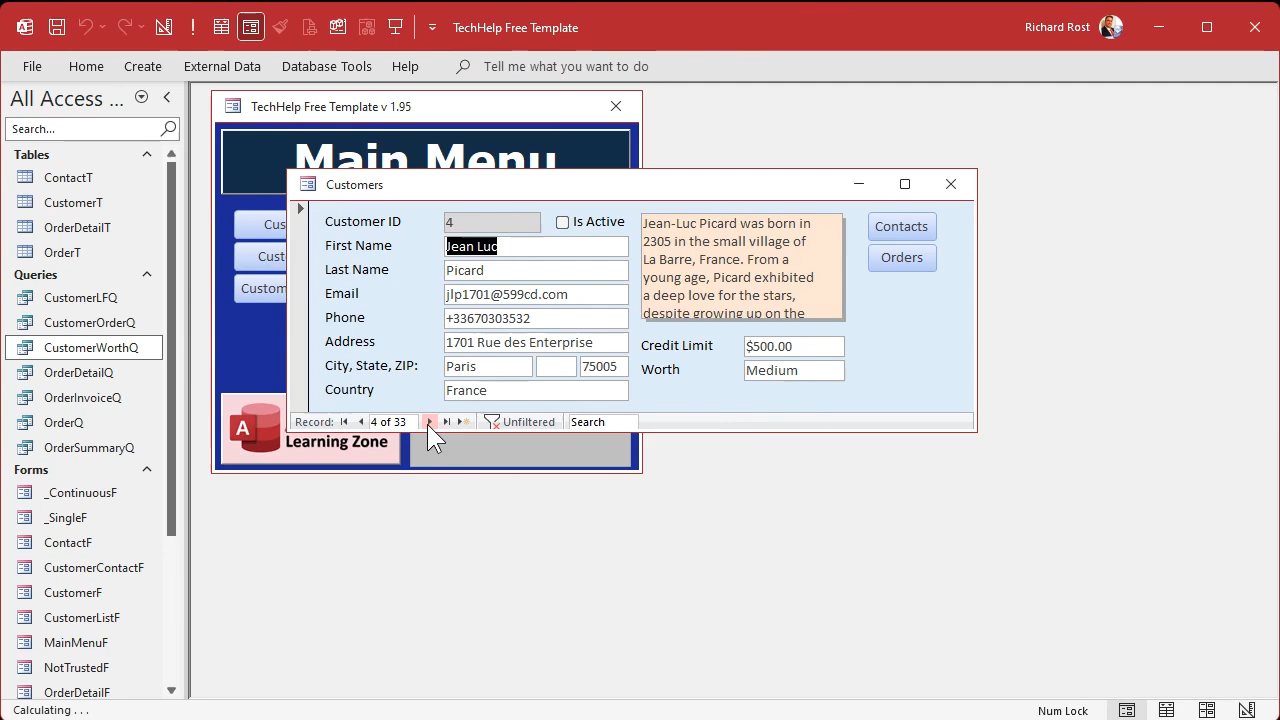 TechHelp Free Template
Richard Rost
File Home Create External Data Database Tools Help Tell me what you want to do
All Access ...
Search...
Tables
ContactT
CustomerT
OrderDetailT
OrderT
Queries
CustomerLFQ
CustomerOrderQ
CustomerWorthQ
OrderDetailQ
OrderInvoiceQ
OrderQ
OrderSummaryQ
Forms
_ContinuousF
_SingleF
ContactF
CustomerContactF
CustomerF
CustomerListF
MainMenuF
NotTrustedF
OrderDetailF
TechHelp Free Template v 1.95
Main Menu
Cus
Cust
Custom
A
Learning Zone
Customers
Customer ID 4 Is Active
First Name Jean Luc
Last Name Picard
Email jlp1701@599cd.com
Phone +33670303532
Address 1701 Rue des Enterprise
City, State, ZIP: Paris 75005
Country France
Jean-Luc Picard was born in
2305 in the small village of
La Barre, France. From a
young age, Picard exhibited
a deep love for the stars,
despite growing up on the
Credit Limit $500.00
Worth Medium
Contacts
Orders
Record: 4 of 33 Unfiltered Search
Calculating . . .
Num Lock